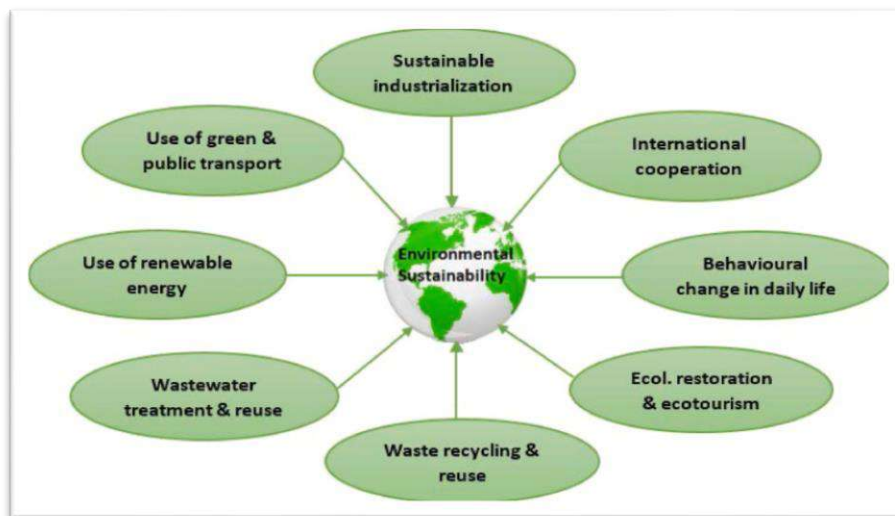 Sustainable
industrialization
Use of green &
public transport
International
cooperation
Environmental
Sustainability
Use of renewable
energy
Behavioural
change in daily life
Wastewater
treatment & reuse
Ecol. restoration
& ecotourism
Waste recycling &
reuse